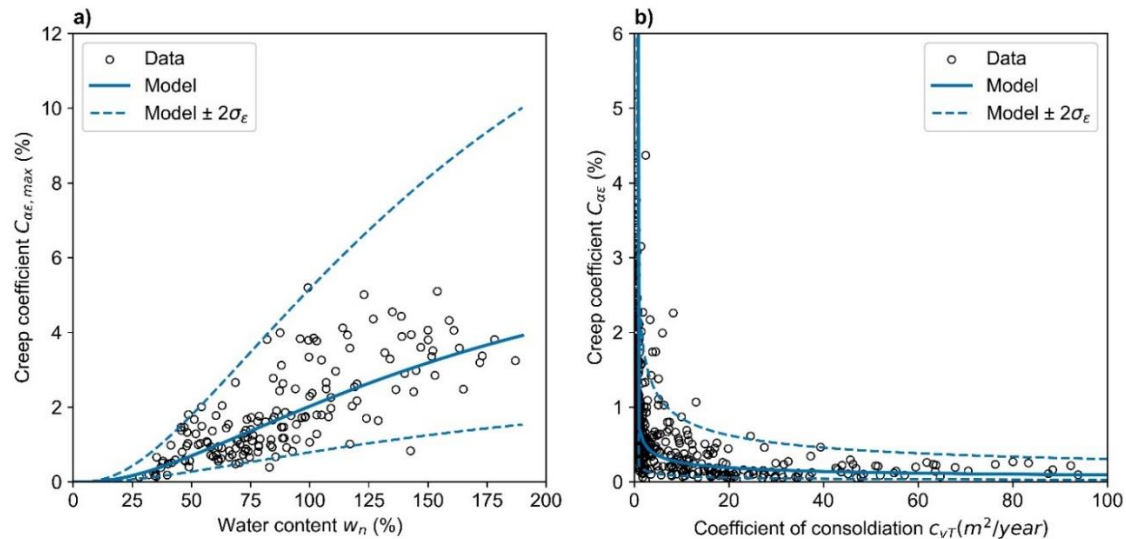 a)
Data
Model
Model ± 2σε
12
10
8
6
4
2
0
Creep coefficient Cαε, max (%)
0 25 50 75 100 125 150 175 200
Water content wn (%)
b)
Data
Model
Model ± 2σε
6
5
4
3
2
1
0
Creep coefficient Cαε (%)
0 20 40 60 80 100
Coefficient of consoldiation cvT(m²/year)